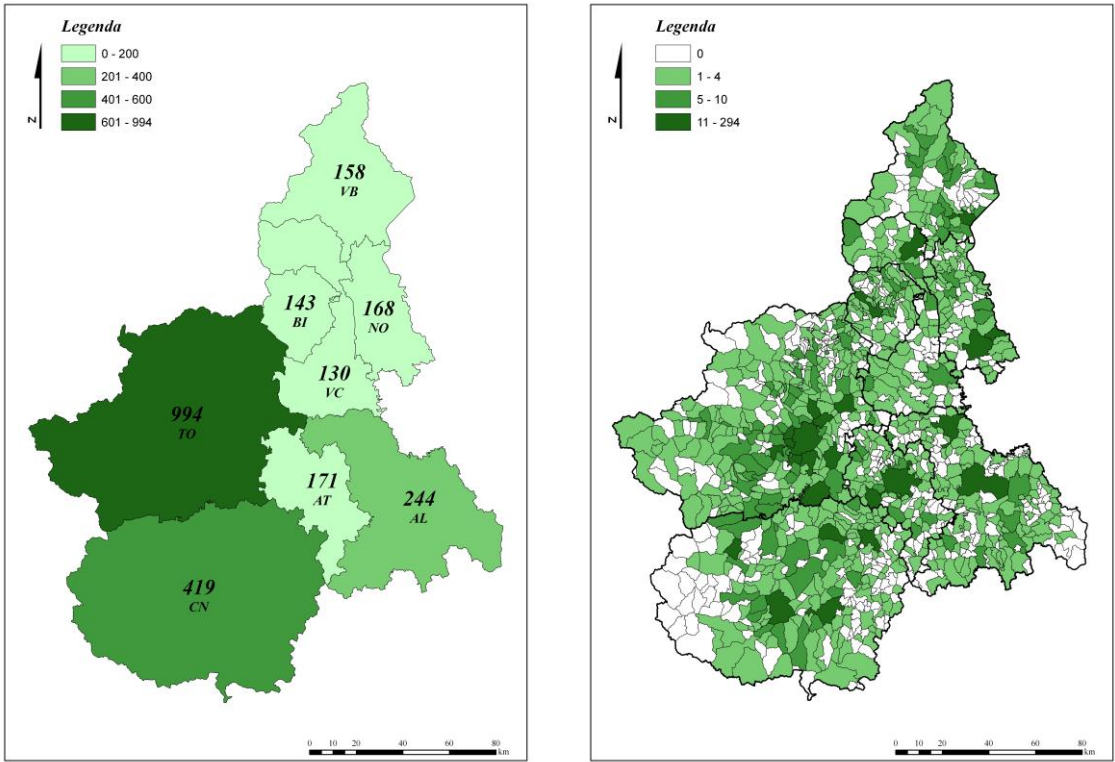 Legenda
0 - 200
201 - 400
401 - 600
601 - 994
N
158
VB
143
BI
168
NO
130
VC
994
TO
171
AT
244
AL
419
CN
0 10 20 40 60 80
km
Legenda
0
1 - 4
5 - 10
11 - 294
N
0 10 20 40 60 80
km